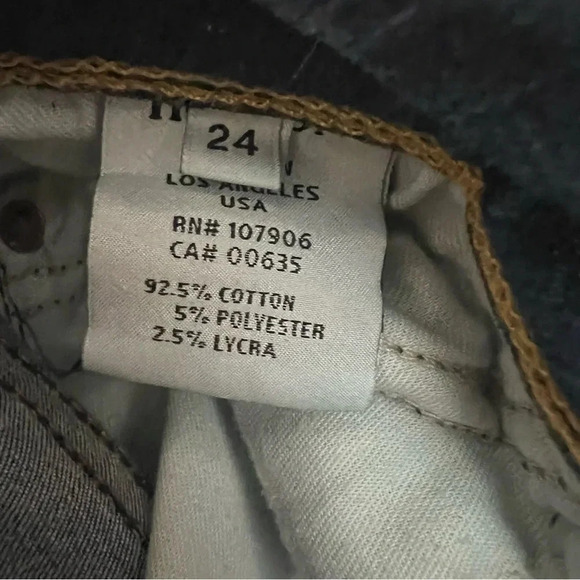 24
LOS ANGELES
USA
RN# 107906
CA# 00635
92.5% COTTON
5% POLYESTER
2.5% LYCRA